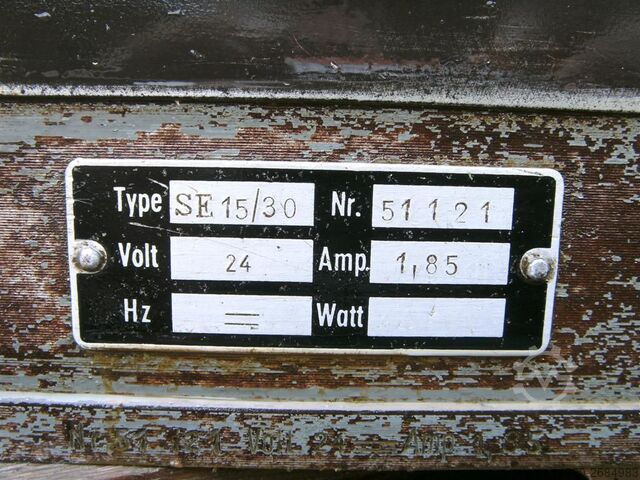 Type SE 15/30 Nr. 51121
Volt 24 Amp. 1,85
Hz = Watt